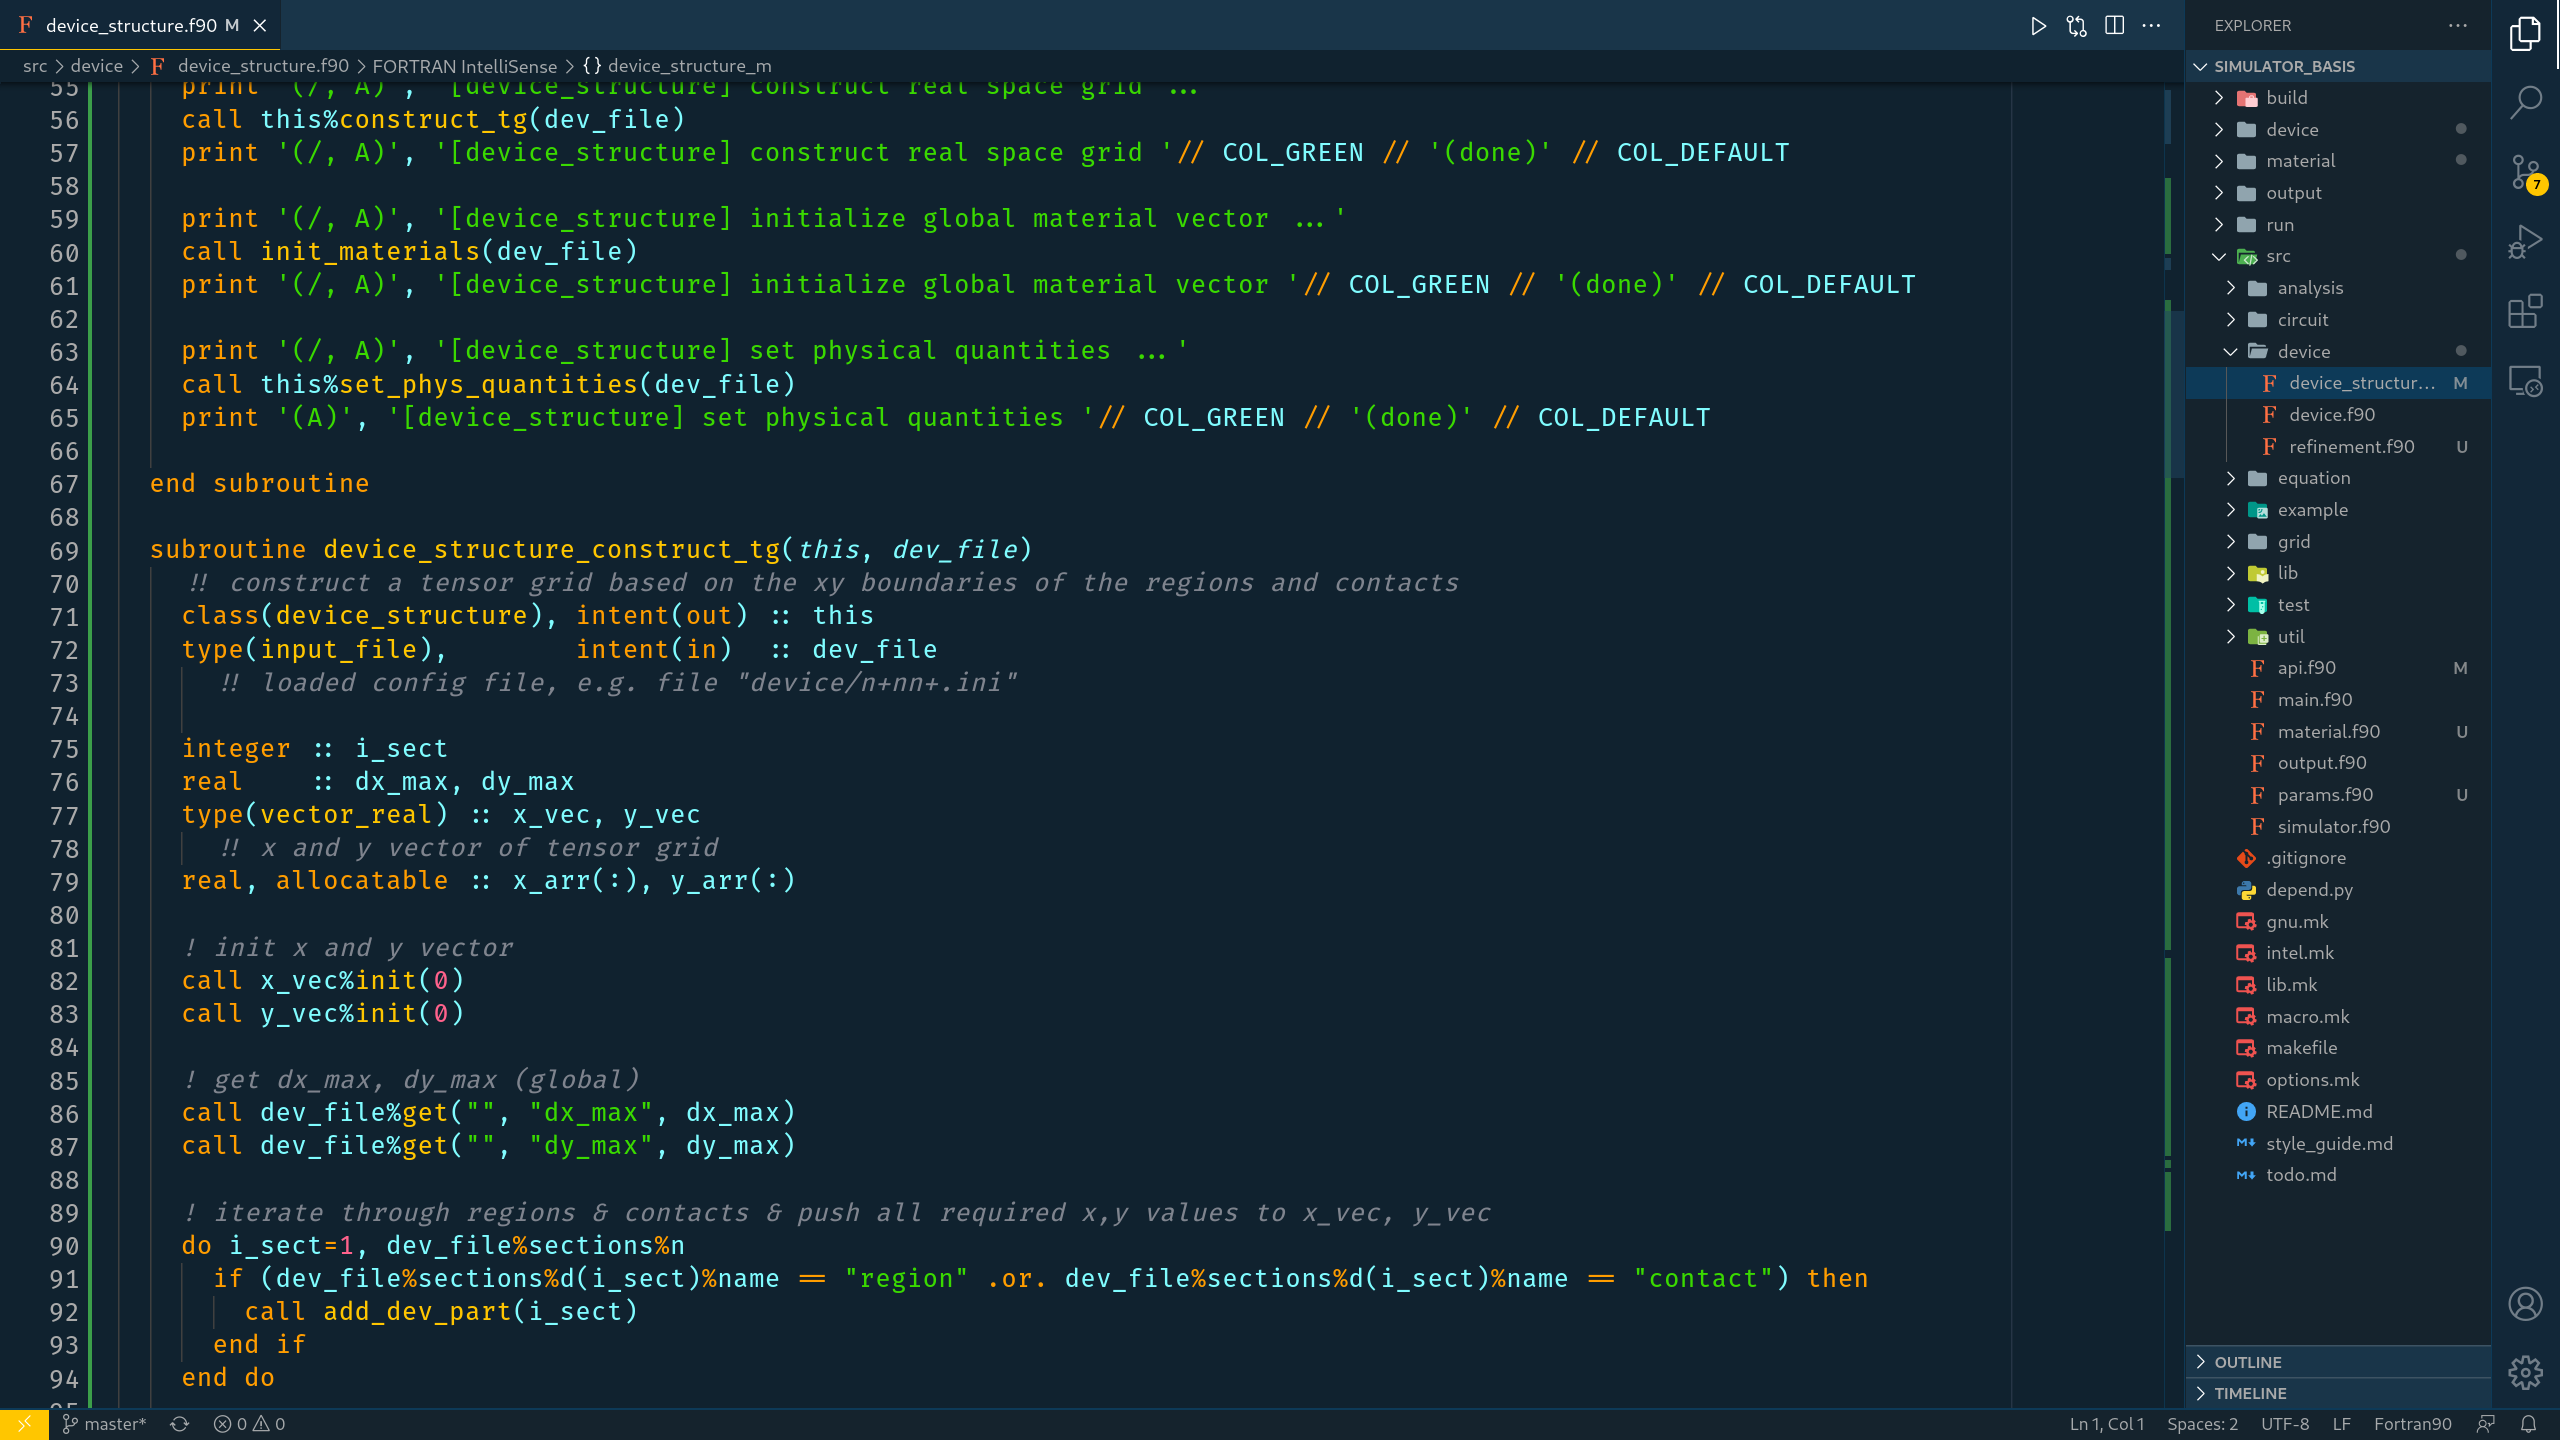 device_structure.f90 M
src > device > device_structure.f90 > FORTRAN IntelliSense > {} device_structure_m
55 print '(/, A)', '[device_structure] construct real space grid ...
56 call this%construct_tg(dev_file)
57 print '(/, A)', '[device_structure] construct real space grid '// COL_GREEN // '(done)' // COL_DEFAULT
58
59 print '(/, A)', '[device_structure] initialize global material vector ...'
60 call init_materials(dev_file)
61 print '(/, A)', '[device_structure] initialize global material vector '// COL_GREEN // '(done)' // COL_DEFAULT
62
63 print '(/, A)', '[device_structure] set physical quantities ...'
64 call this%set_phys_quantities(dev_file)
65 print '(A)', '[device_structure] set physical quantities '// COL_GREEN // '(done)' // COL_DEFAULT
66
67 end subroutine
68
69 subroutine device_structure_construct_tg(this, dev_file)
70 !! construct a tensor grid based on the xy boundaries of the regions and contacts
71 class(device_structure), intent(out) :: this
72 type(input_file), intent(in) :: dev_file
73 !! loaded config file, e.g. file "device/n+nn+.ini"
74
75 integer :: i_sect
76 real :: dx_max, dy_max
77 type(vector_real) :: x_vec, y_vec
78 !! x and y vector of tensor grid
79 real, allocatable :: x_arr(:), y_arr(:)
80
81 ! init x and y vector
82 call x_vec%init(0)
83 call y_vec%init(0)
84
85 ! get dx_max, dy_max (global)
86 call dev_file%get("", "dx_max", dx_max)
87 call dev_file%get("", "dy_max", dy_max)
88
89 ! iterate through regions & contacts & push all required x,y values to x_vec, y_vec
90 do i_sect=1, dev_file%sections%n
91 if (dev_file%sections%d(i_sect)%name == "region" .or. dev_file%sections%d(i_sect)%name == "contact") then
92 call add_dev_part(i_sect)
93 end if
94 end do
95
EXPLORER
SIMULATOR_BASIS
build
device
material
output
run
src
analysis
circuit
device
device_structur... M
device.f90
refinement.f90 U
equation
example
grid
lib
test
util
api.f90 M
main.f90
material.f90 U
output.f90
params.f90 U
simulator.f90
.gitignore
depend.py
gnu.mk
intel.mk
lib.mk
macro.mk
makefile
options.mk
README.md
style_guide.md
todo.md
OUTLINE
TIMELINE
7
master* 0 0
Ln 1, Col 1 Spaces: 2 UTF-8 LF Fortran90